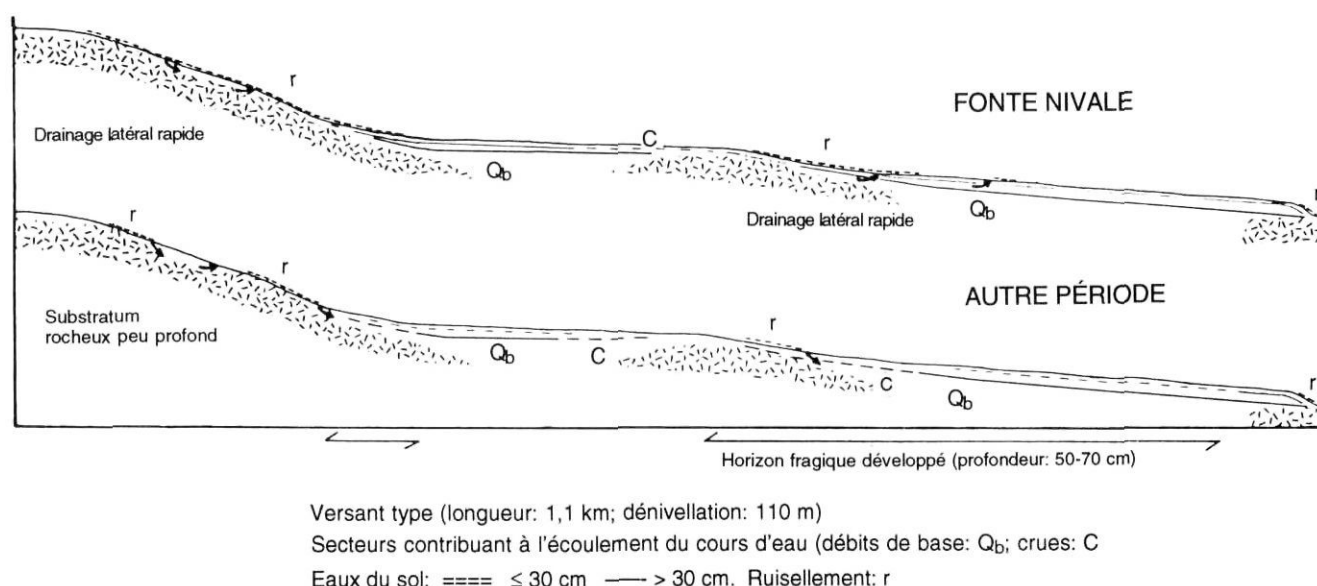 r
FONTE NIVALE
C
r
Drainage latéral rapide
Qb
Qb
r
Drainage latéral rapide
r
r
AUTRE PÉRIODE
Substratum
rocheux peu profond
r
Qb
C
C
Qb
r
Horizon fragique développé (profondeur: 50-70 cm)
Versant type (longueur: 1,1 km; dénivellation: 110 m)
Secteurs contribuant à l'écoulement du cours d'eau (débits de base: Qb; crues: C
Eaux du sol: ==== ≤ 30 cm —— > 30 cm. Ruisellement: r